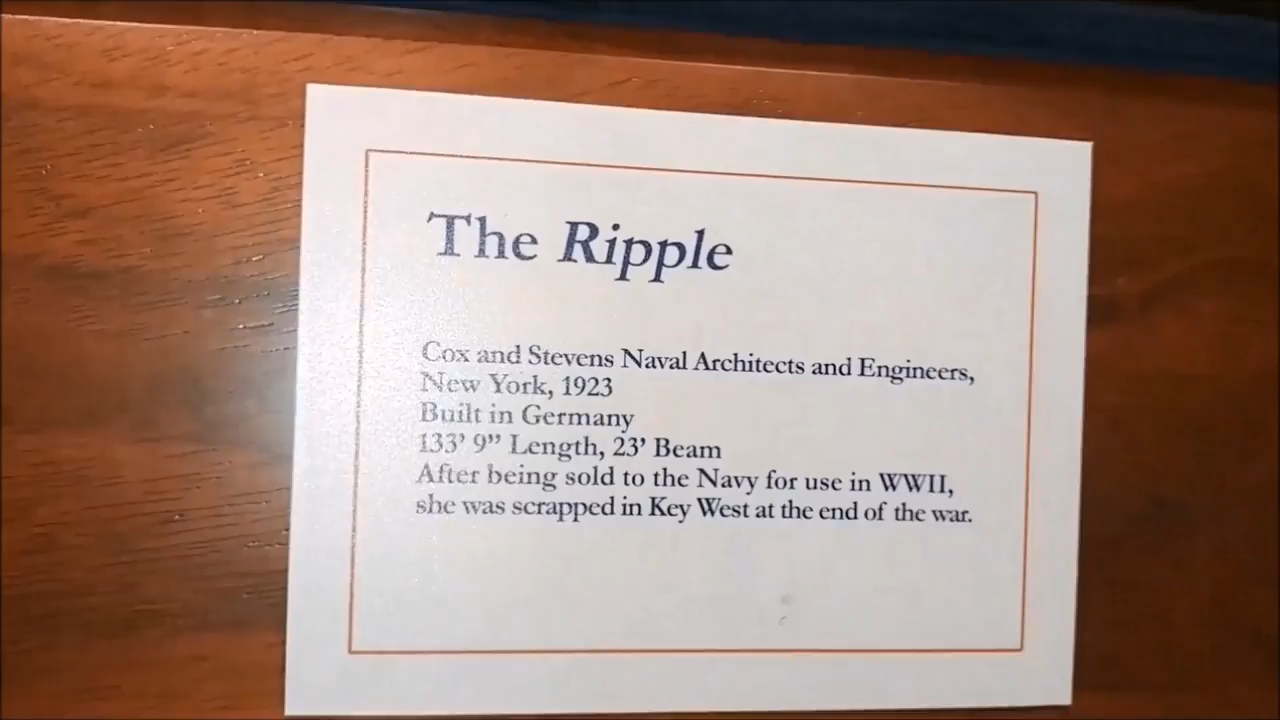 The Ripple
Cox and Stevens Naval Architects and Engineers,
New York, 1923
Built in Germany
133’ 9” Length, 23’ Beam
After being sold to the Navy for use in WWII,
she was scrapped in Key West at the end of the war.